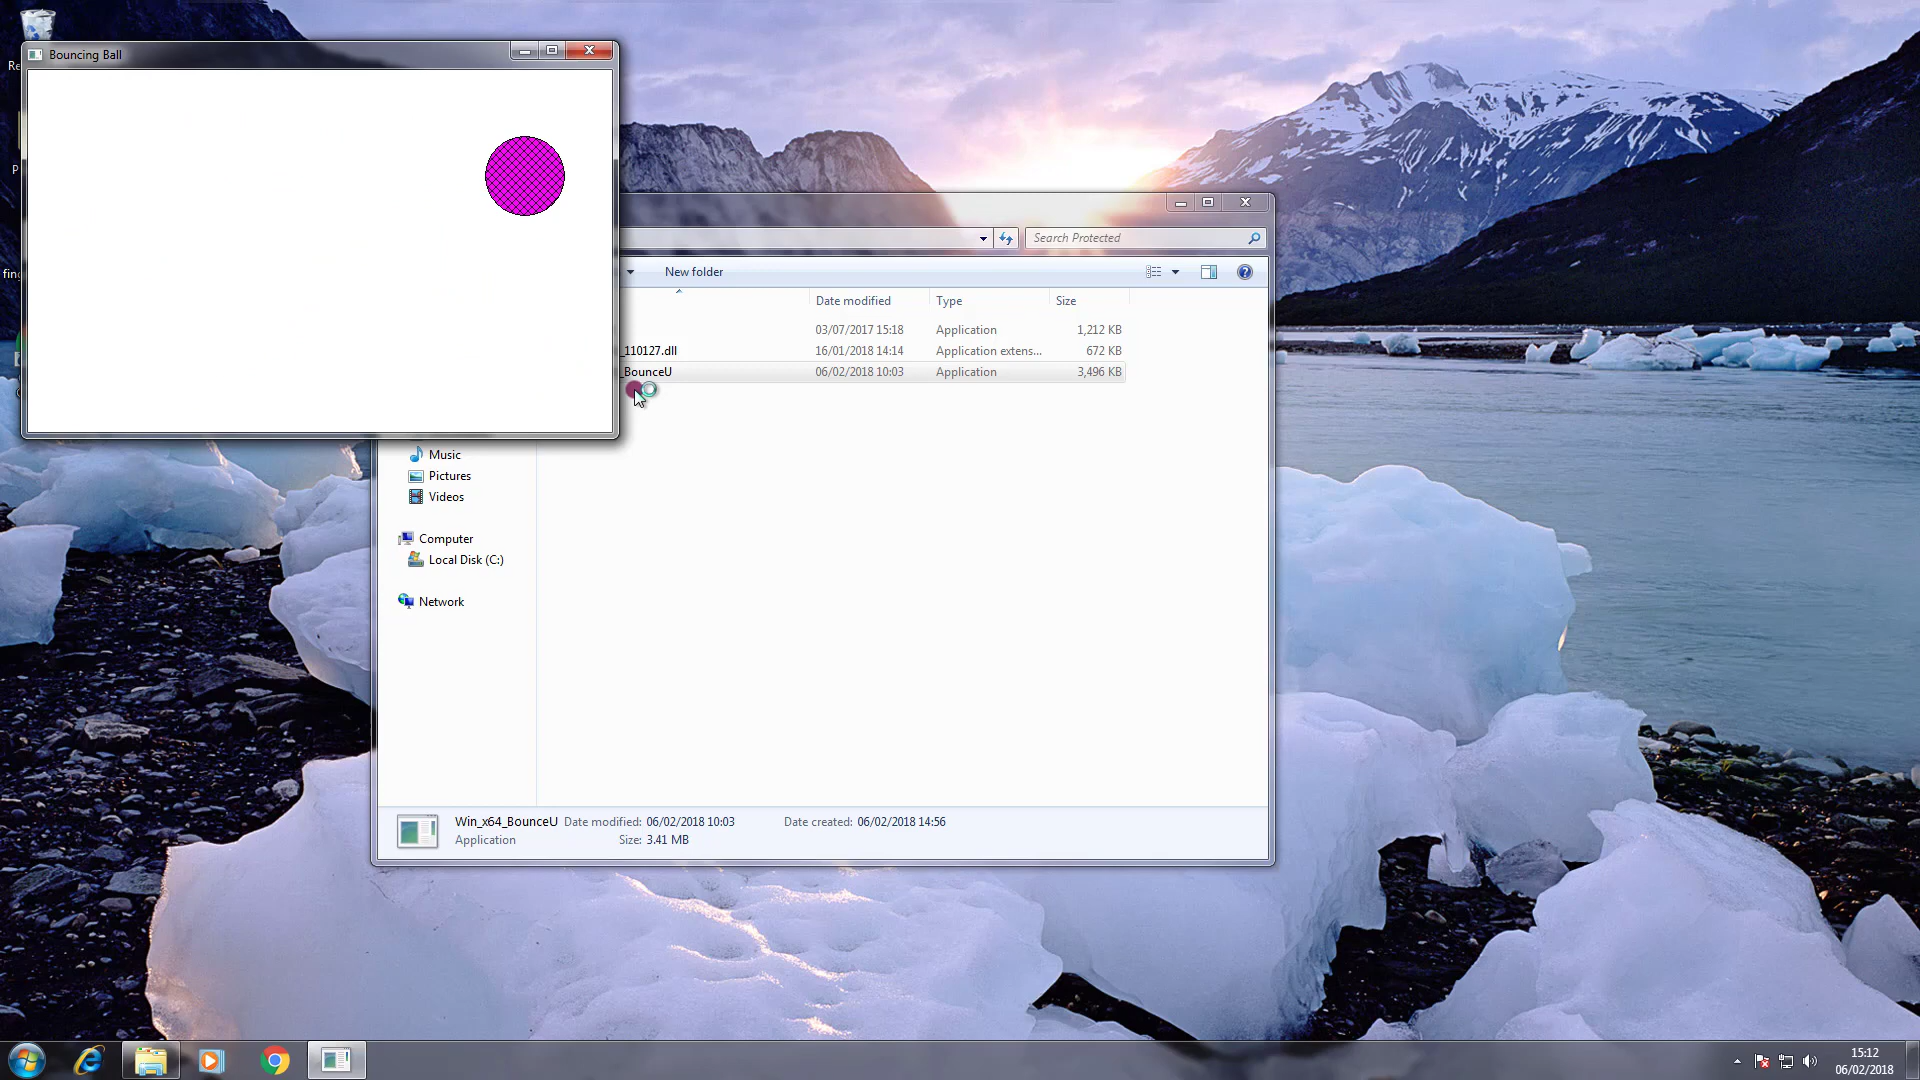 Bouncing Ball
Re
P
fin
Search Protected
New folder
Date modified Type Size
03/07/2017 15:18 Application 1,212 KB
_110127.dll 16/01/2018 14:14 Application extens... 672 KB
_BounceU 06/02/2018 10:03 Application 3,496 KB
Music
Pictures
Videos
Computer
Local Disk (C:)
Network
Win_x64_BounceU Date modified: 06/02/2018 10:03 Date created: 06/02/2018 14:56
Application Size: 3.41 MB
15:12
06/02/2018